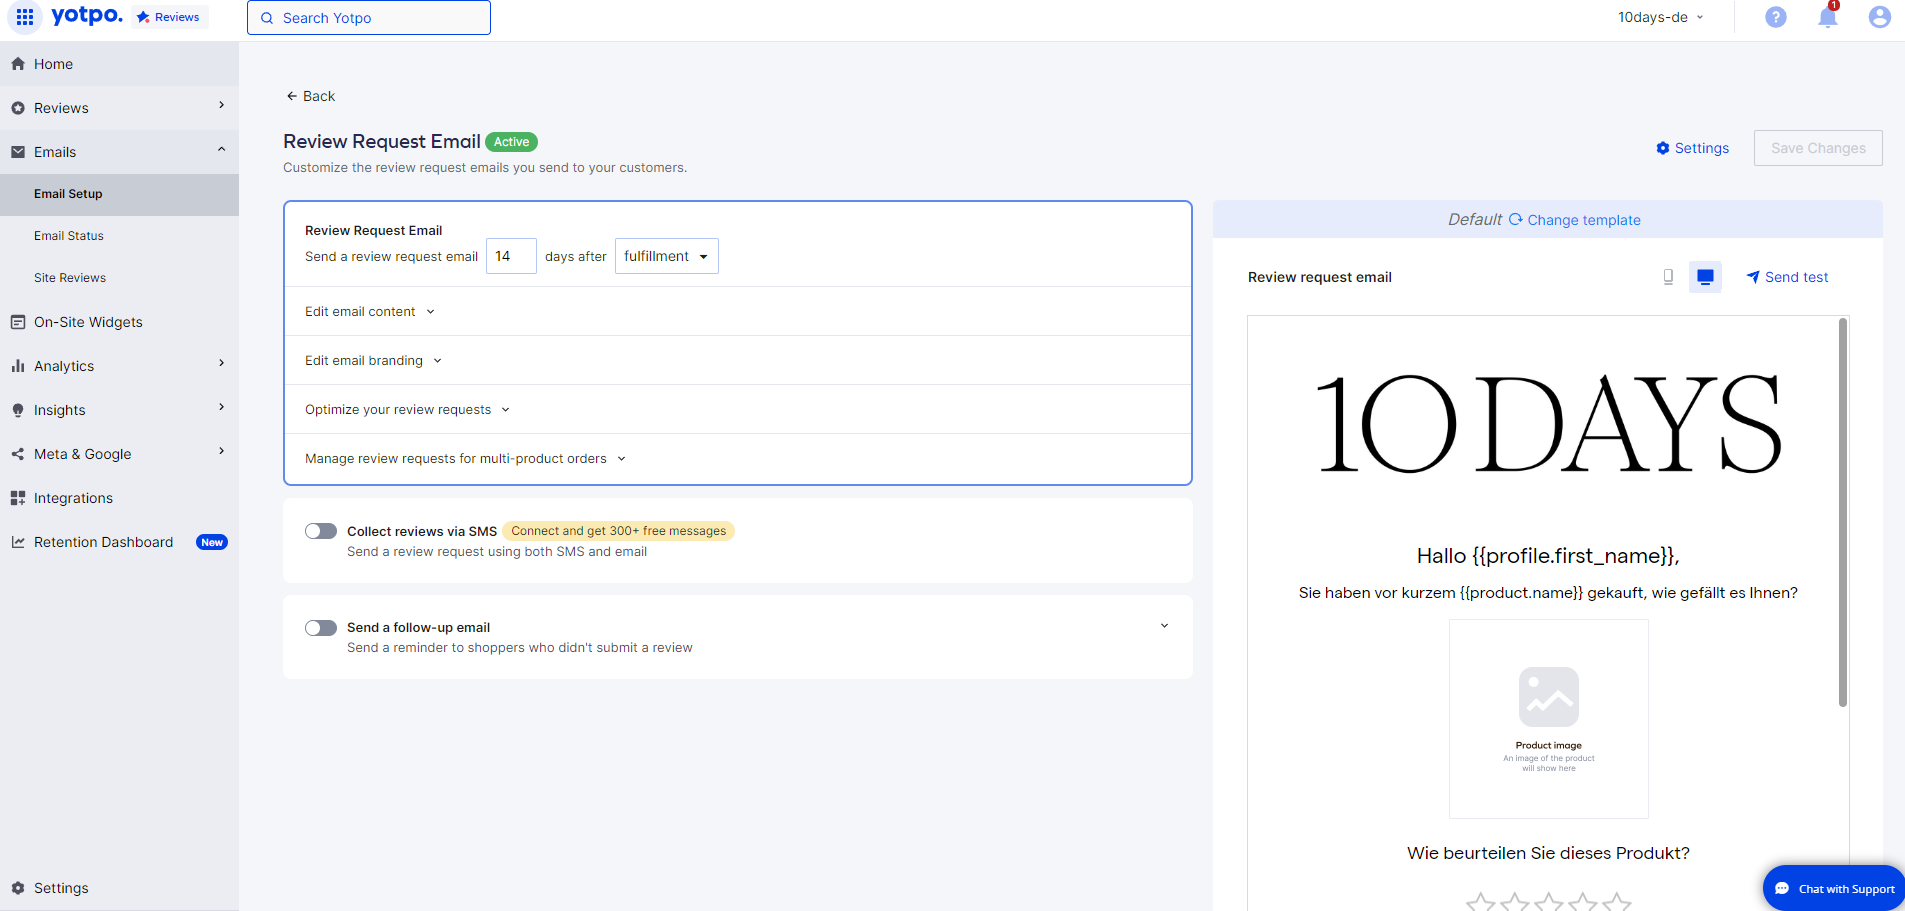 yotpo.
Reviews
Search Yotpo
10days-de
?
1
Home
Reviews
Emails
Email Setup
Email Status
Site Reviews
On-Site Widgets
Analytics
Insights
Meta & Google
Integrations
Retention Dashboard New
Settings
Back
Review Request Email Active
Customize the review request emails you send to your customers.
Settings
Save Changes
Review Request Email
Send a review request email 14 days after fulfillment
Edit email content
Edit email branding
Optimize your review requests
Manage review requests for multi-product orders
Collect reviews via SMS Connect and get 300+ free messages
Send a review request using both SMS and email
Send a follow-up email
Send a reminder to shoppers who didn't submit a review
Default Change template
Review request email
Send test
10DAYS
Hallo {{profile.first_name}},
Sie haben vor kurzem {{product.name}} gekauft, wie gefällt es Ihnen?
Product image
An image of the product
will show here
Wie beurteilen Sie dieses Produkt?
Chat with Support